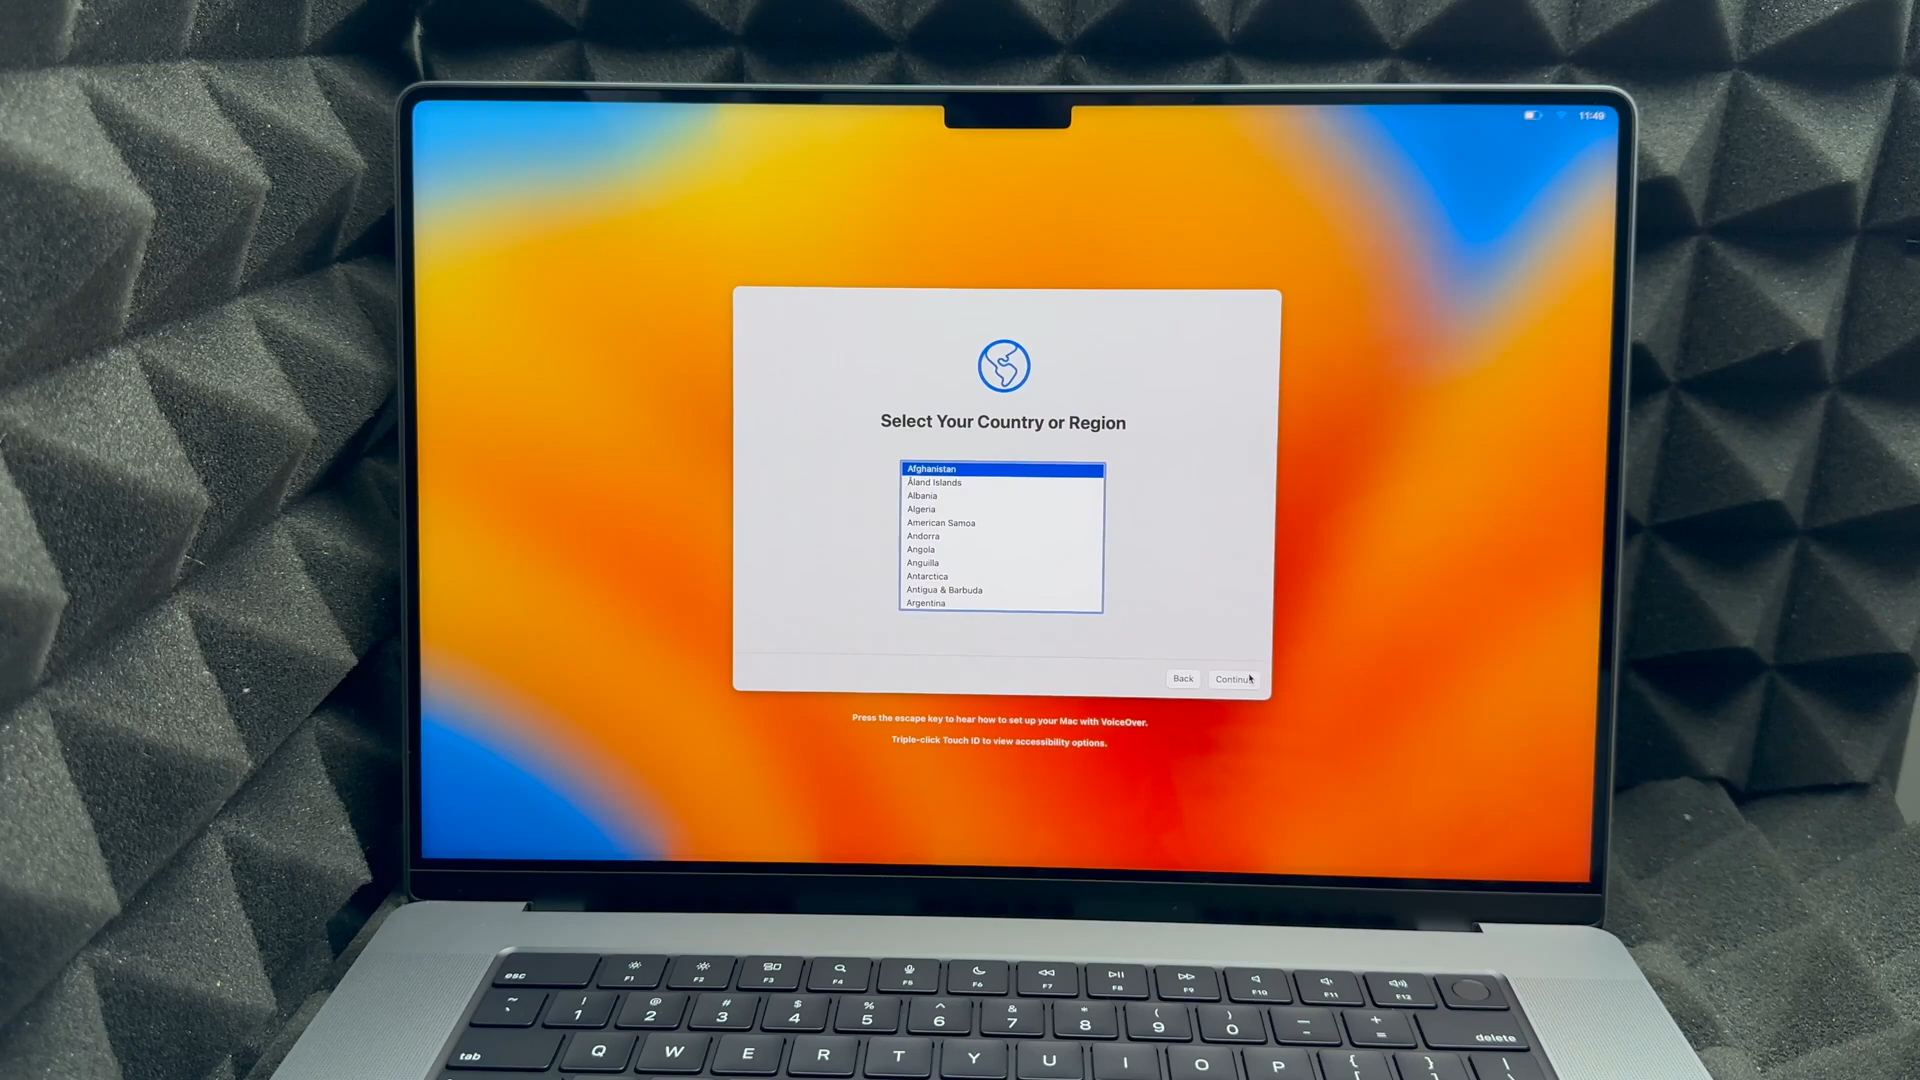 11:49
Select Your Country or Region
Afghanistan
Åland Islands
Albania
Algeria
American Samoa
Andorra
Angola
Anguilla
Antarctica
Antigua & Barbuda
Argentina
Back Continue
Press the escape key to hear how to set up your Mac with VoiceOver.
Triple-click Touch ID to view accessibility options.
esc F1 F2 F3 F4 F5 F6 F7 F8 F9 F10 F11 F12
~ ! @ # $ % ^ & * ( ) _ +
` 1 2 3 4 5 6 7 8 9 0 - = delete
tab Q W E R T Y U I O P { }